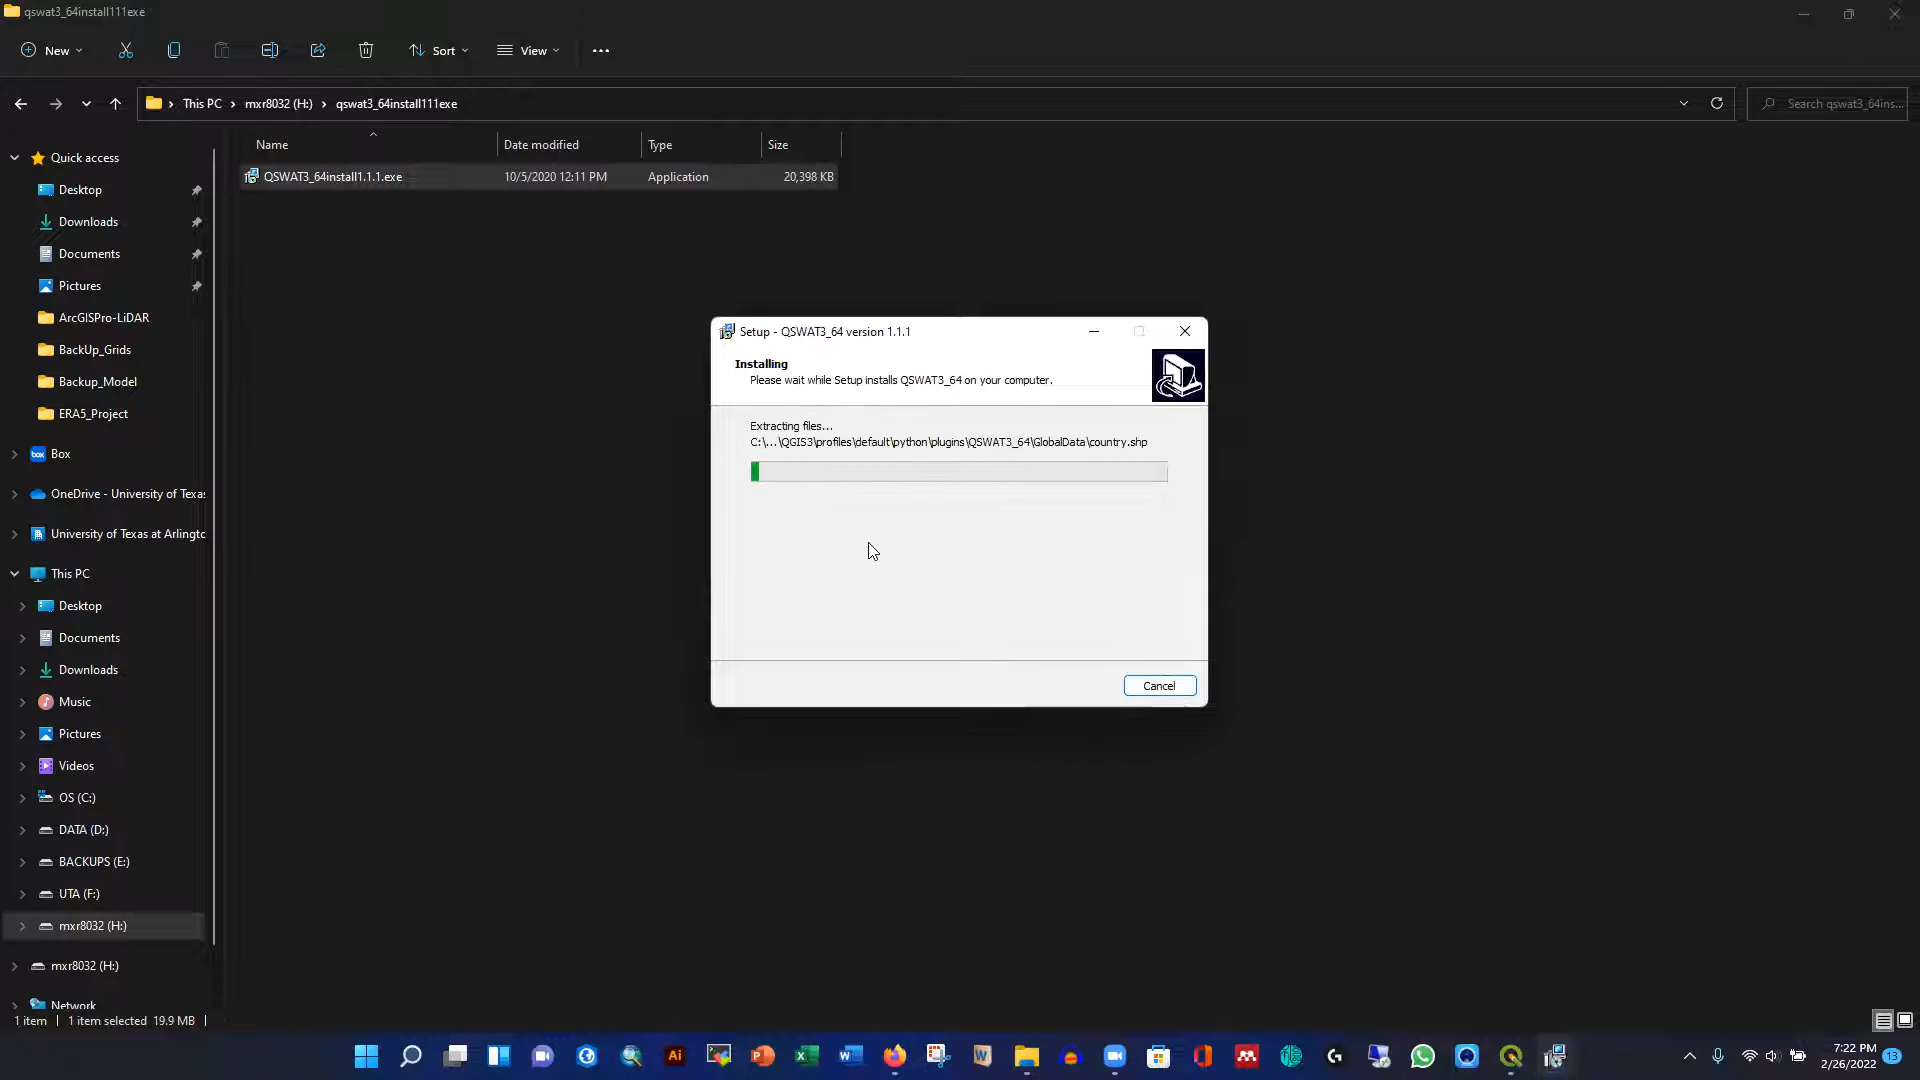 qswat3_64install111exe
New
Sort
View
This PC
mxr8032 (H:)
qswat3_64install111exe
Search qswat3_64ins...
Name
Date modified
Type
Size
QSWAT3_64install1.1.1.exe
10/5/2020 12:11 PM
Application
20,398 KB
Quick access
Desktop
Downloads
Documents
Pictures
ArcGISPro-LiDAR
BackUp_Grids
Backup_Model
ERA5_Project
Box
OneDrive - University of Texas
University of Texas at Arlingto
This PC
Desktop
Documents
Downloads
Music
Pictures
Videos
OS (C:)
DATA (D:)
BACKUPS (E:)
UTA (F:)
mxr8032 (H:)
mxr8032 (H:)
Network
Setup - QSWAT3_64 version 1.1.1
Installing
Please wait while Setup installs QSWAT3_64 on your computer.
Extracting files...
C:\...\QGIS3\profiles\default\python\plugins\QSWAT3_64\GlobalData\country.shp
Cancel
1 item
1 item selected 19.9 MB
7:22 PM
2/26/2022
13